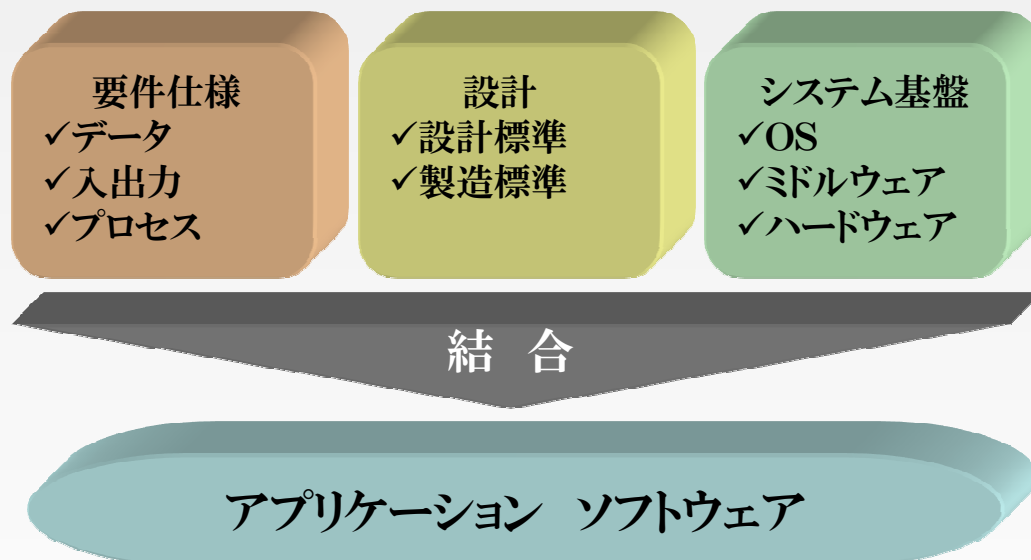 要件仕様
✓データ
✓入出力
✓プロセス
設計
✓設計標準
✓製造標準
システム基盤
✓OS
✓ミドルウェア
✓ハードウェア
結 合
アプリケーション ソフトウェア